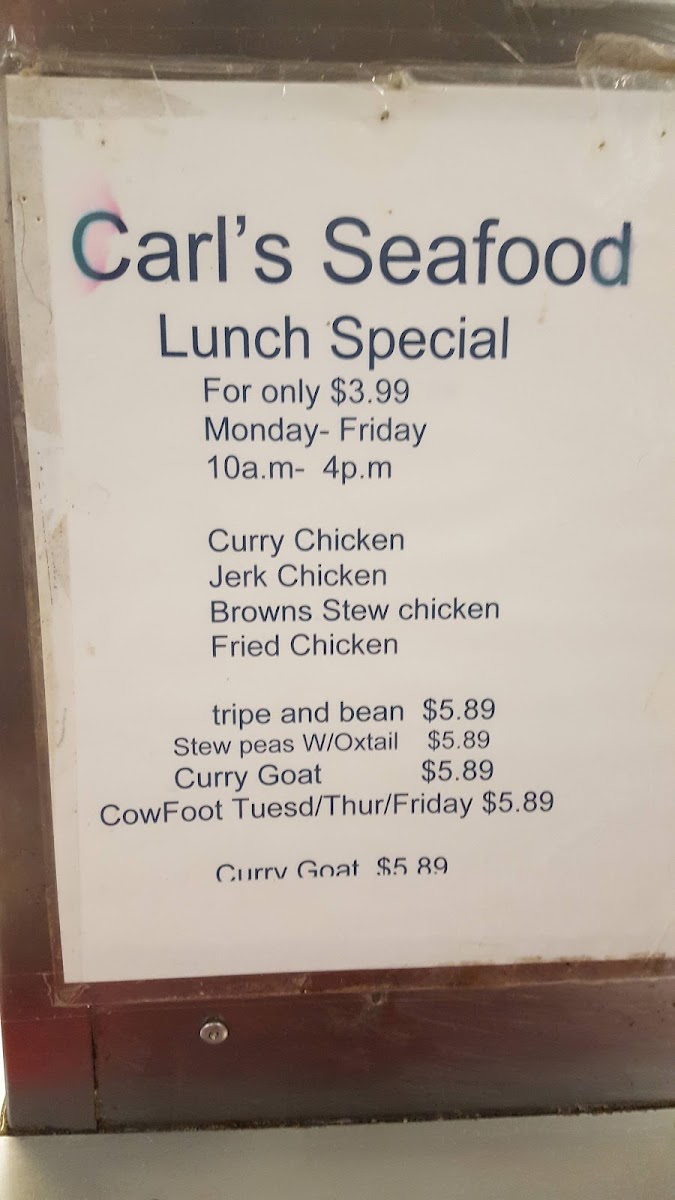 Carl's Seafood
Lunch Special
For only $3.99
Monday- Friday
10a.m-  4p.m
Curry Chicken
Jerk Chicken
Browns Stew chicken
Fried Chicken
tripe and bean  $5.89
Stew peas W/Oxtail  $5.89
Curry Goat  $5.89
CowFoot Tuesd/Thur/Friday $5.89
Curry Goat  $5.89